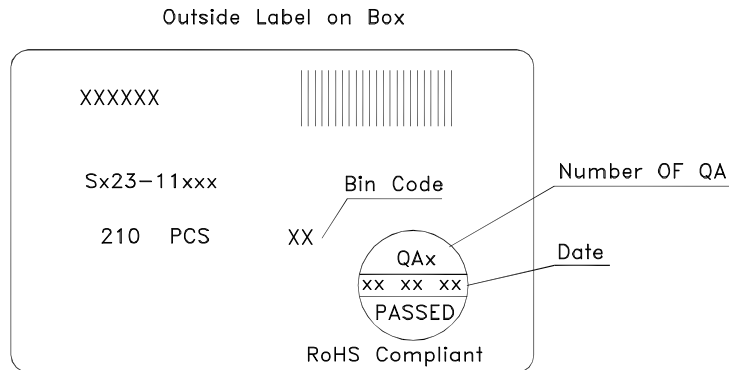 Outside Label on Box
XXXXXX
Sx23-11xxx
Bin Code
Number OF QA
210 PCS
XX
QAx
Date
xx xx xx
PASSED
RoHS Compliant